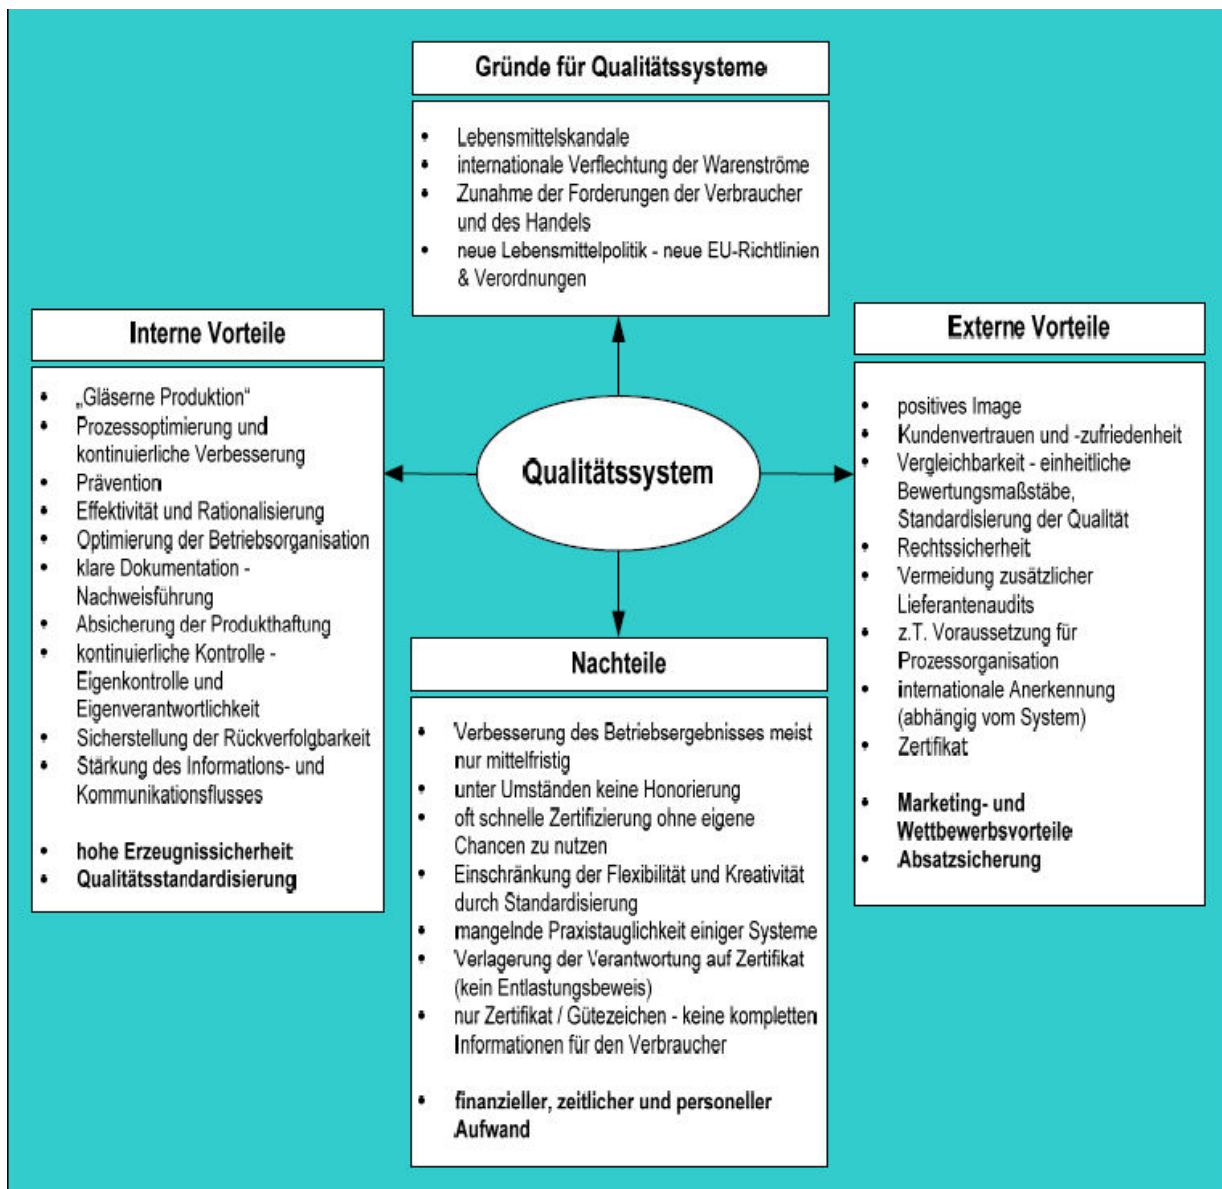 Gründe für Qualitätssysteme
• Lebensmittelskandale
• internationale Verflechtung der Warenströme
• Zunahme der Forderungen der Verbraucher
und des Handels
• neue Lebensmittelpolitik - neue EU-Richtlinien
& Verordnungen
Interne Vorteile
• „Gläserne Produktion“
• Prozessoptimierung und
kontinuierliche Verbesserung
• Prävention
• Effektivität und Rationalisierung
• Optimierung der Betriebsorganisation
• klare Dokumentation -
Nachweisführung
• Absicherung der Produkthaftung
• kontinuierliche Kontrolle -
Eigenkontrolle und
Eigenverantwortlichkeit
• Sicherstellung der Rückverfolgbarkeit
• Stärkung des Informations- und
Kommunikationsflusses
• hohe Erzeugnissicherheit
• Qualitätsstandardisierung
Qualitätssystem
Externe Vorteile
• positives Image
• Kundenvertrauen und -zufriedenheit
• Vergleichbarkeit - einheitliche
Bewertungsmaßstäbe,
Standardisierung der Qualität
• Rechtssicherheit
• Vermeidung zusätzlicher
Lieferantenaudits
• z.T. Voraussetzung für
Prozessorganisation
• internationale Anerkennung
(abhängig vom System)
• Zertifikat
• Marketing- und
Wettbewerbsvorteile
• Absatzsicherung
Nachteile
• Verbesserung des Betriebsergebnisses meist
nur mittelfristig
• unter Umständen keine Honorierung
• oft schnelle Zertifizierung ohne eigene
Chancen zu nutzen
• Einschränkung der Flexibilität und Kreativität
durch Standardisierung
• mangelnde Praxistauglichkeit einiger Systeme
• Verlagerung der Verantwortung auf Zertifikat
(kein Entlastungsbeweis)
• nur Zertifikat / Gütezeichen - keine kompletten
Informationen für den Verbraucher
• finanzieller, zeitlicher und personeller
Aufwand